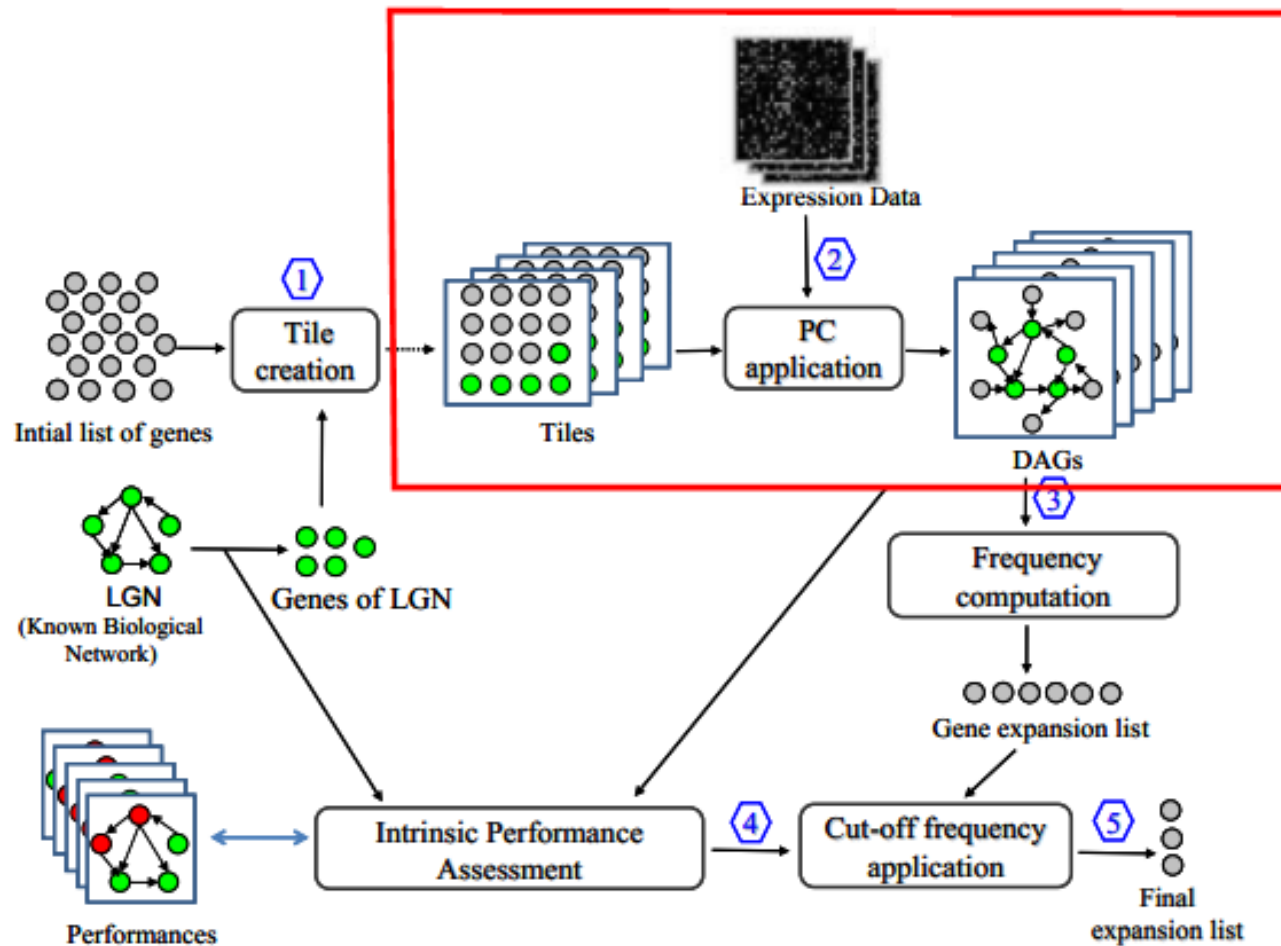 Expression Data
1
2
Tile
creation
PC
application
Intial list of genes
Tiles
DAGs
3
LGN
(Known Biological
Network)
Genes of LGN
Frequency
computation
Gene expansion list
Intrinsic Performance
Assessment
4
Cut-off frequency
application
5
Performances
Final
expansion list